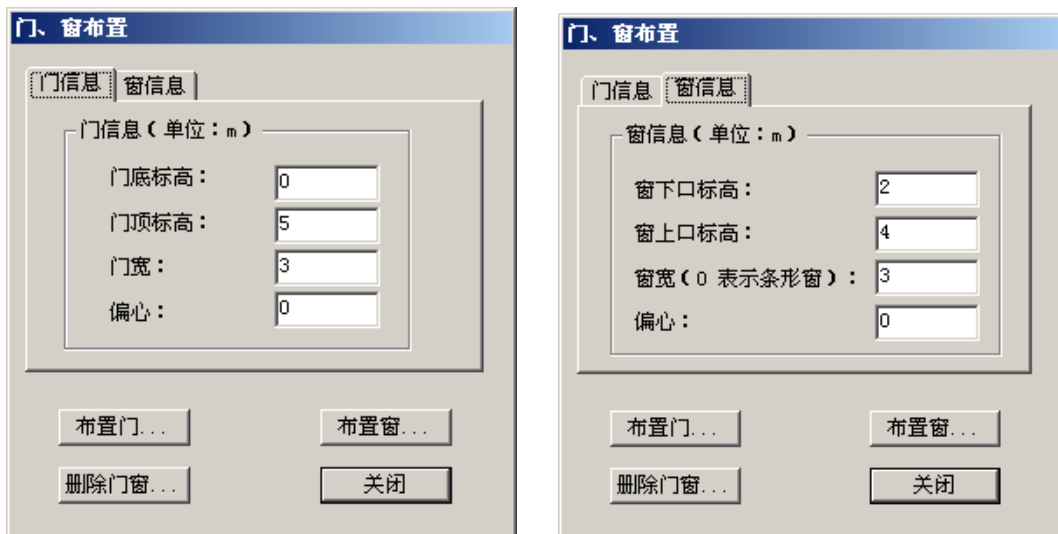 门、窗布置
门信息 窗信息
门信息(单位:m)
门底标高: 0
门顶标高: 5
门宽: 3
偏心: 0
布置门... 布置窗...
删除门窗... 关闭
门、窗布置
门信息 窗信息
窗信息(单位:m)
窗下口标高: 2
窗上口标高: 4
窗宽(0 表示条形窗): 3
偏心: 0
布置门... 布置窗...
删除门窗... 关闭